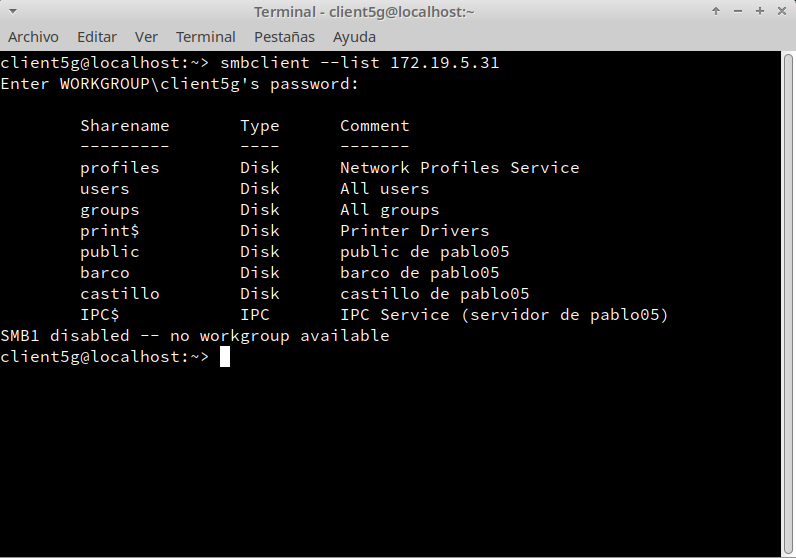 Terminal - client5g@localhost:~
Archivo Editar Ver Terminal Pestañas Ayuda
client5g@localhost:~> smbclient --list 172.19.5.31
Enter WORKGROUP\client5g's password:
Sharename Type Comment
--------- ---- -------
profiles Disk Network Profiles Service
users Disk All users
groups Disk All groups
print$ Disk Printer Drivers
public Disk public de pablo05
barco Disk barco de pablo05
castillo Disk castillo de pablo05
IPC$ IPC IPC Service (servidor de pablo05)
SMB1 disabled -- no workgroup available
client5g@localhost:~>